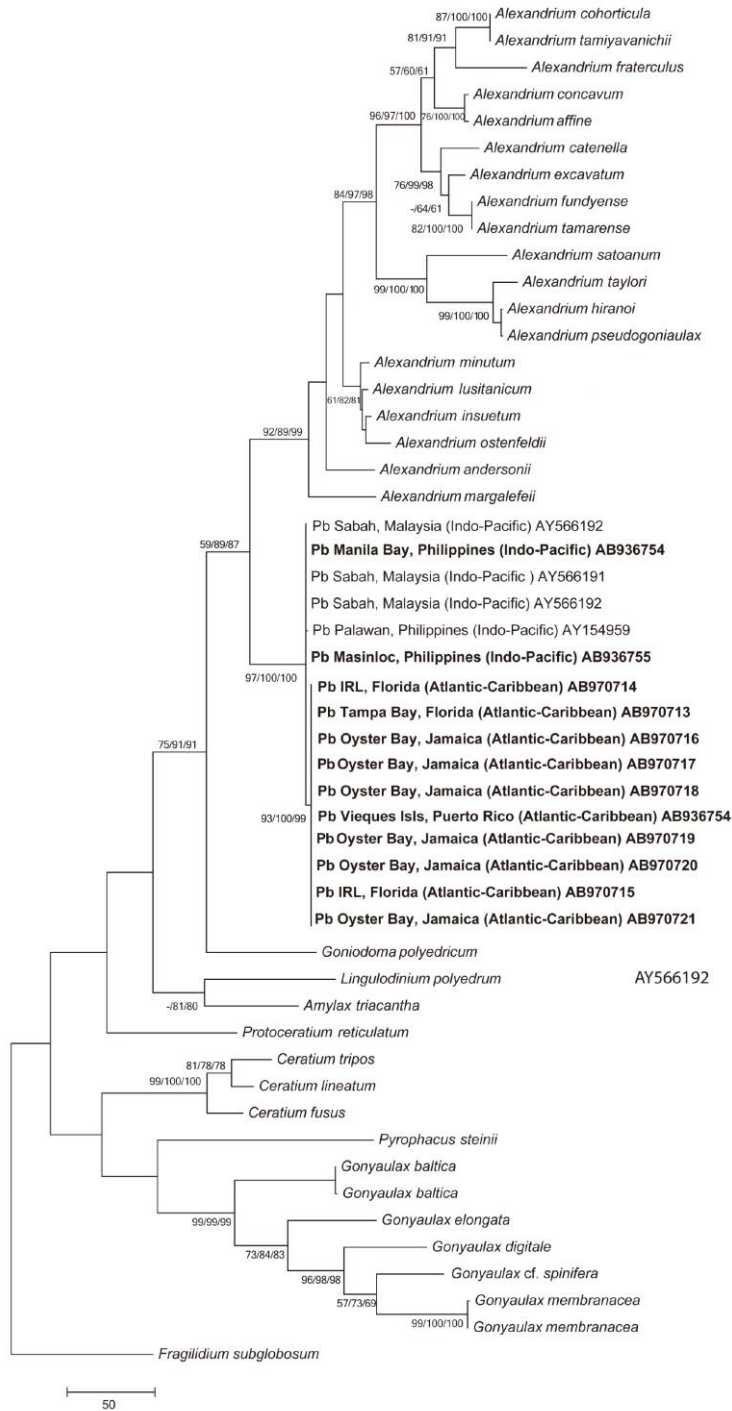 87/100/100
Alexandrium cohorticula
81/91/91
Alexandrium tamiyavanichii
57/60/61
Alexandrium fraterculus
Alexandrium concavum
96/97/100
76/100/100
Alexandrium affine
Alexandrium catenella
76/99/98
Alexandrium excavatum
84/97/98
-/64/61
Alexandrium fundyense
82/100/100
Alexandrium tamarense
Alexandrium satoanum
99/100/100
Alexandrium taylori
99/100/100
Alexandrium hiranoi
Alexandrium pseudogoniaulax
Alexandrium minutum
61/82/81
Alexandrium lusitanicum
Alexandrium insuetum
92/89/99
Alexandrium ostenfeldii
Alexandrium andersonii
Alexandrium margalefeii
Pb Sabah, Malaysia (Indo-Pacific) AY566192
59/89/87
Pb Manila Bay, Philippines (Indo-Pacific) AB936754
Pb Sabah, Malaysia (Indo-Pacific ) AY566191
Pb Sabah, Malaysia (Indo-Pacific) AY566192
Pb Palawan, Philippines (Indo-Pacific) AY154959
Pb Masinloc, Philippines (Indo-Pacific) AB936755
97/100/100
Pb IRL, Florida (Atlantic-Caribbean) AB970714
Pb Tampa Bay, Florida (Atlantic-Caribbean) AB970713
Pb Oyster Bay, Jamaica (Atlantic-Caribbean) AB970716
75/91/91
Pb Oyster Bay, Jamaica (Atlantic-Caribbean) AB970717
Pb Oyster Bay, Jamaica (Atlantic-Caribbean) AB970718
93/100/99
Pb Vieques Isls, Puerto Rico (Atlantic-Caribbean) AB936754
Pb Oyster Bay, Jamaica (Atlantic-Caribbean) AB970719
Pb Oyster Bay, Jamaica (Atlantic-Caribbean) AB970720
Pb IRL, Florida (Atlantic-Caribbean) AB970715
Pb Oyster Bay, Jamaica (Atlantic-Caribbean) AB970721
Goniodoma polyedricum
Lingulodinium polyedrum AY566192
-/81/80
Amylax triacantha
Protoceratium reticulatum
81/78/78
Ceratium tripos
99/100/100
Ceratium lineatum
Ceratium fusus
Pyrophacus steinii
Gonyaulax baltica
Gonyaulax baltica
99/99/99
Gonyaulax elongata
73/84/83
Gonyaulax digitale
96/98/98
Gonyaulax cf. spinifera
57/73/69
Gonyaulax membranacea
99/100/100
Gonyaulax membranacea
Fragilidium subglobosum
50